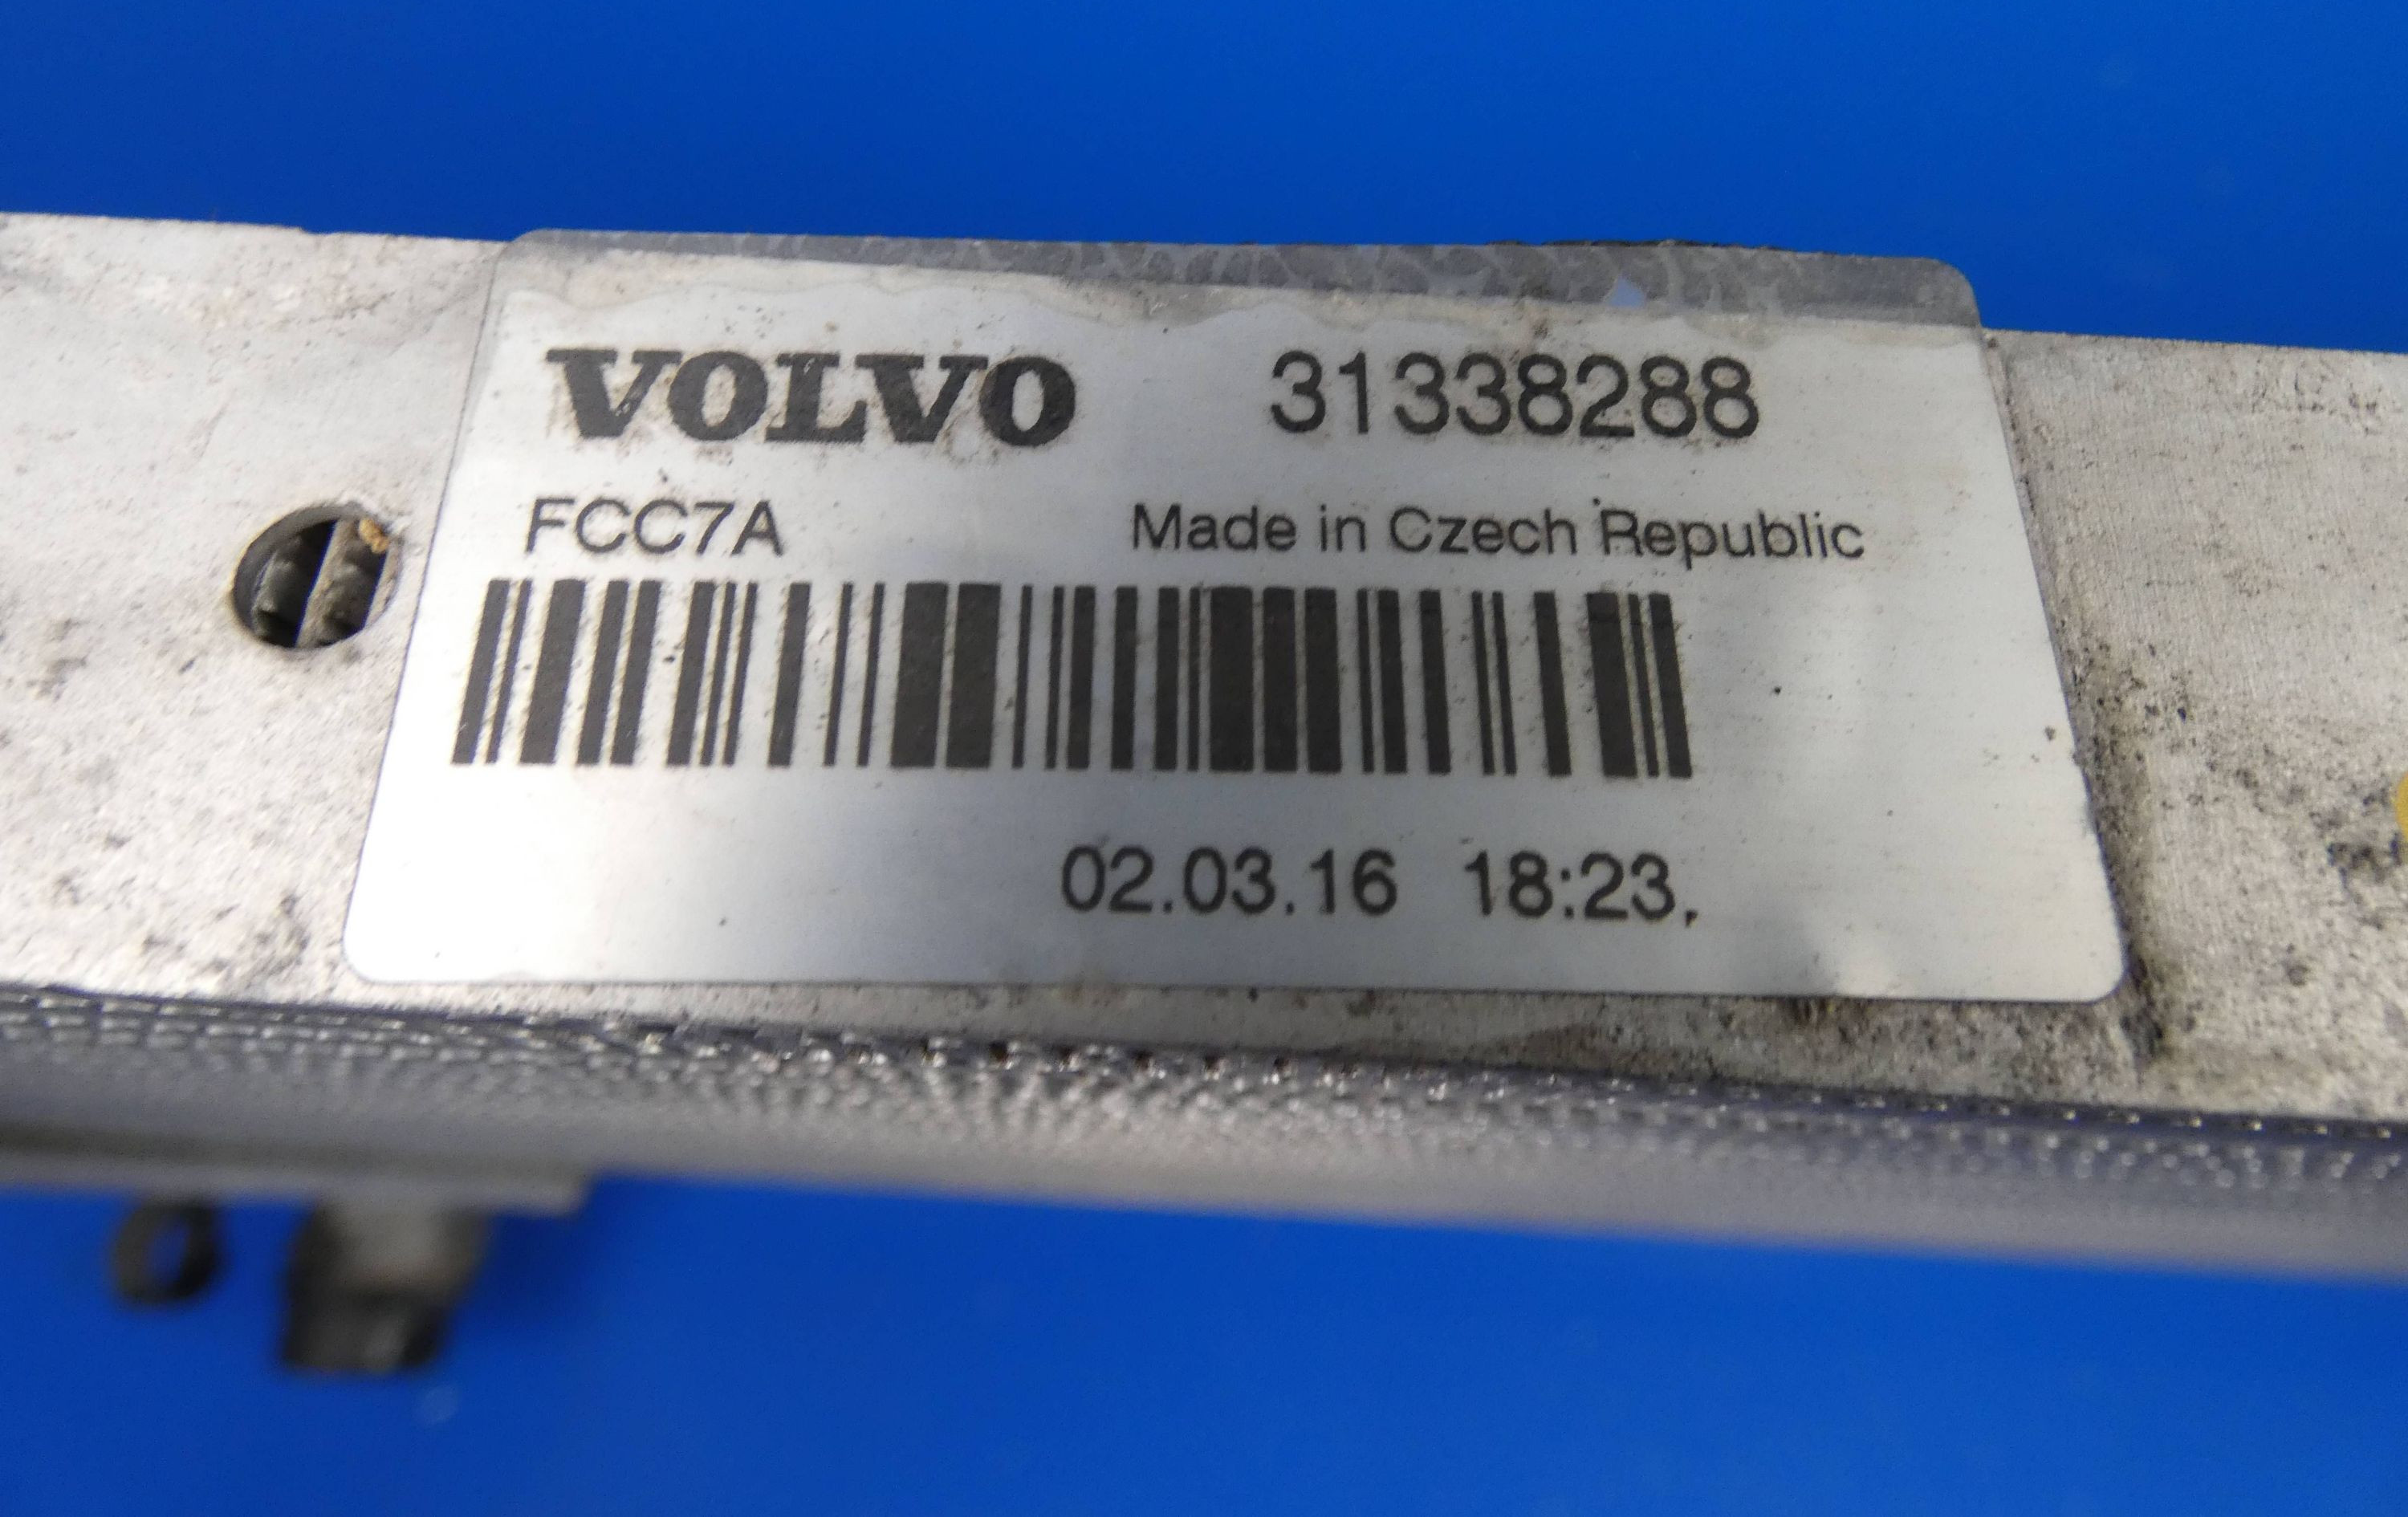 VOLVO 31338288
FCC7A Made in Czech Republic
02.03.16 18:23,